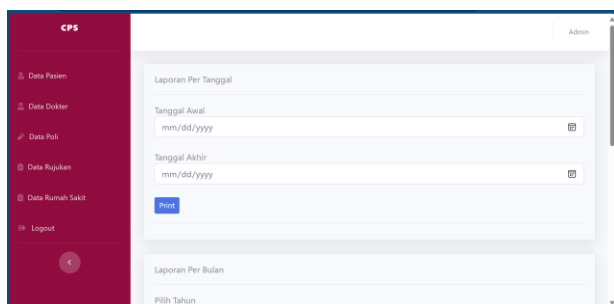 CPS
Admin
Data Pasien
Data Dokter
Data Poli
Data Rujukan
Data Rumah Sakit
Logout
Laporan Per Tanggal
Tanggal Awal
mm/dd/yyyy
Tanggal Akhir
mm/dd/yyyy
Print
Laporan Per Bulan
Pilih Tahun